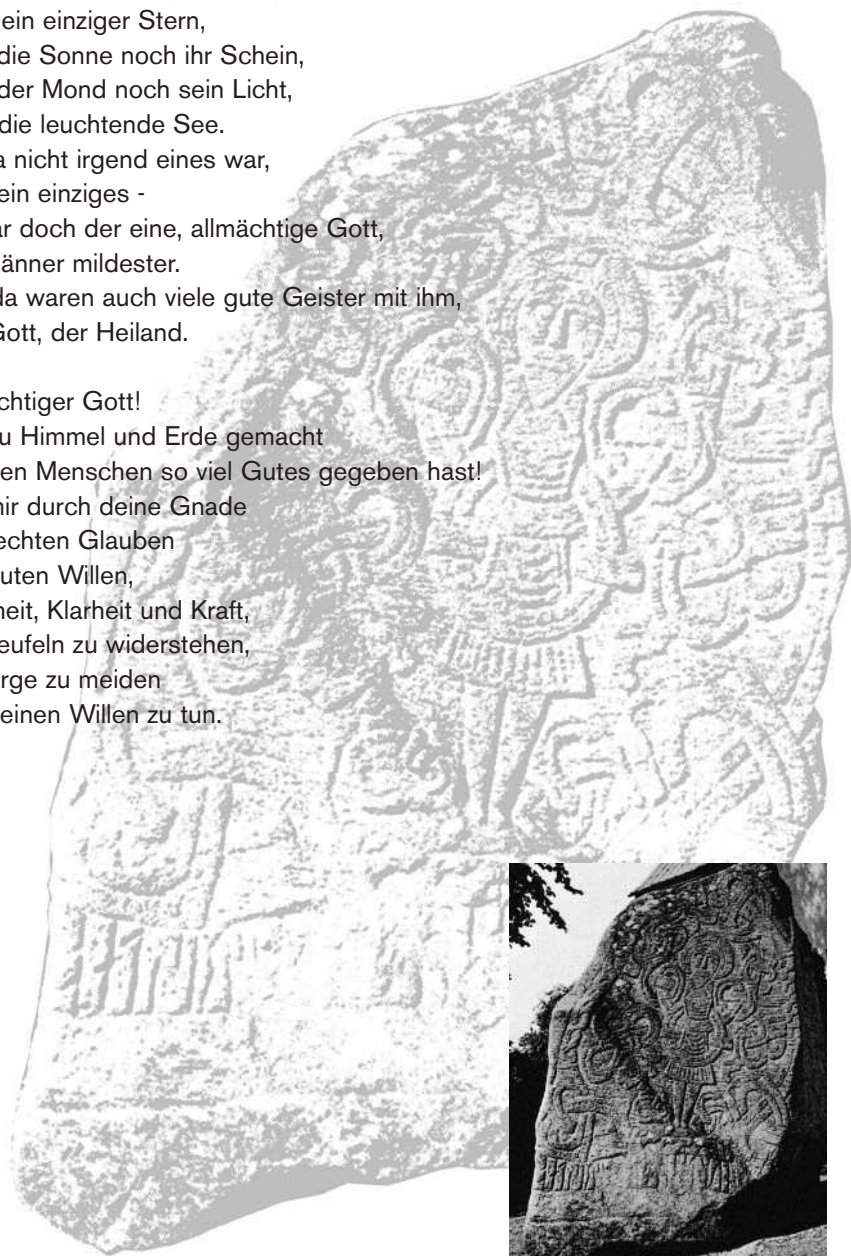 ein einziger Stern,
die Sonne noch ihr Schein,
der Mond noch sein Licht,
die leuchtende See.
a nicht irgend eines war,
ein einziges -
ar doch der eine, allmächtige Gott,
änner mildester.
da waren auch viele gute Geister mit ihm,
Gott, der Heiland.
chtiger Gott!
u Himmel und Erde gemacht
en Menschen so viel Gutes gegeben hast!
mir durch deine Gnade
echten Glauben
uten Willen,
heit, Klarheit und Kraft,
eufeln zu widerstehen,
rge zu meiden
einen Willen zu tun.